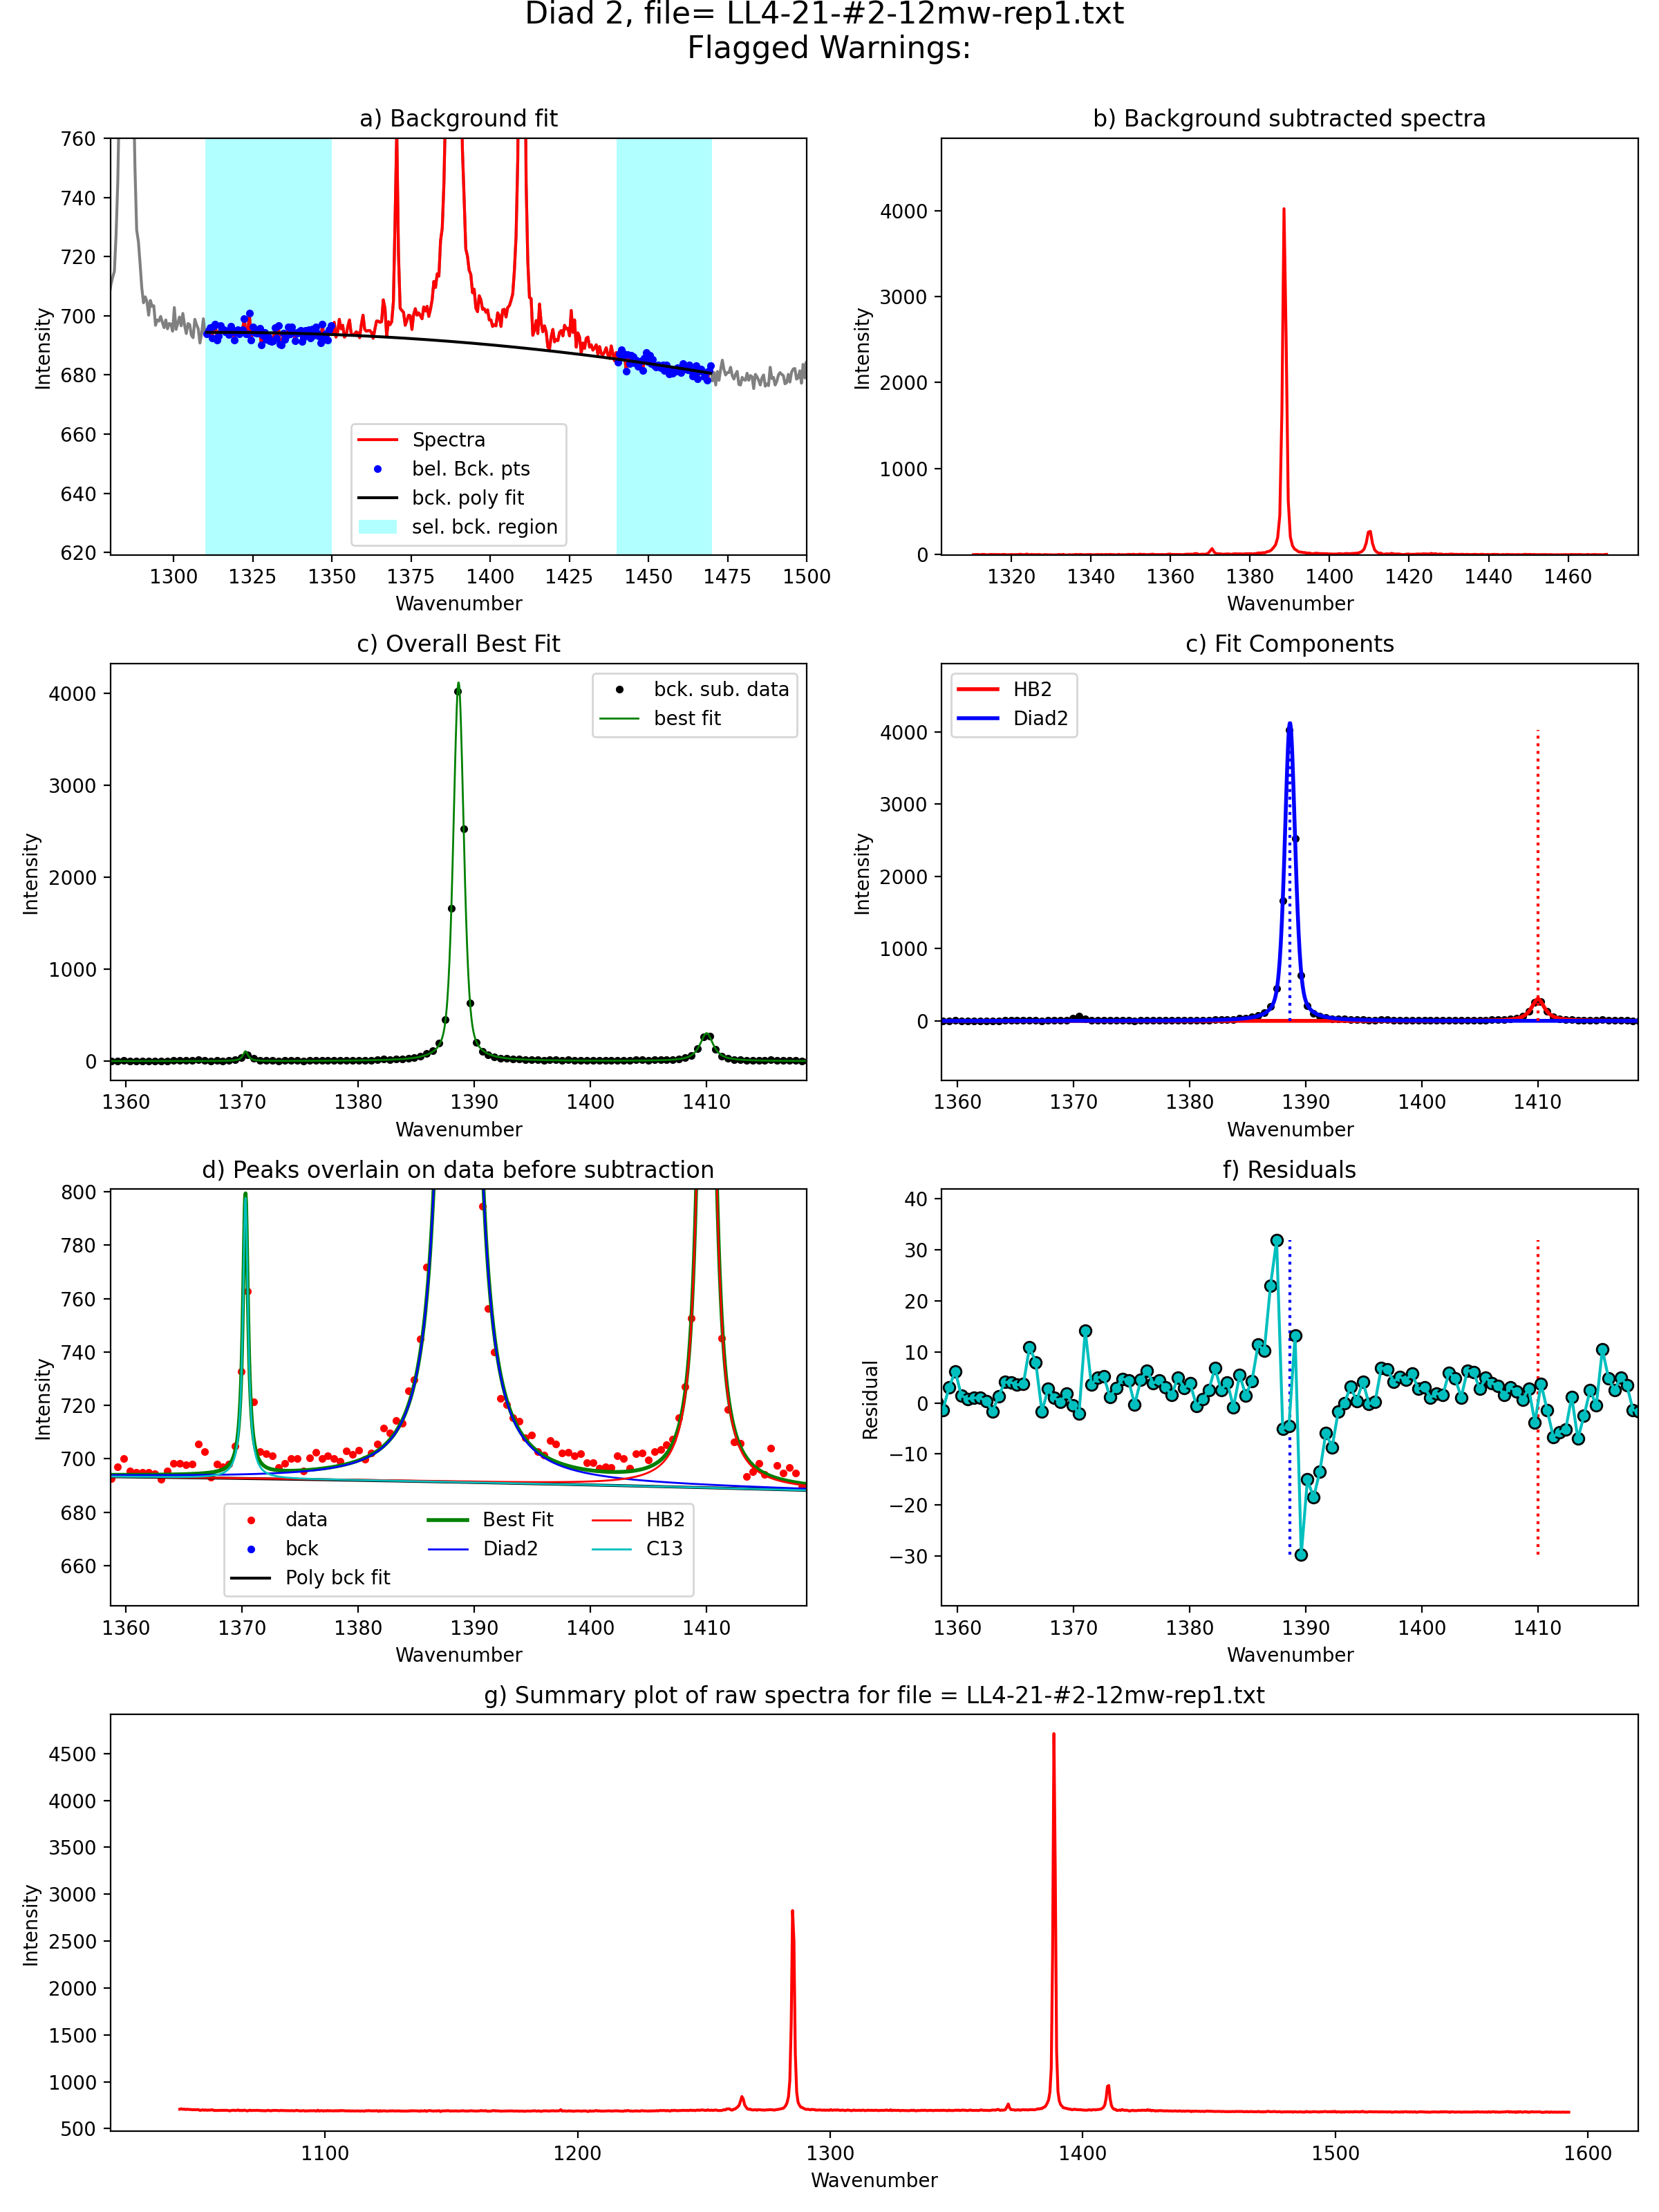 Diad 2, file= LL4-21-#2-12mw-rep1.txt
Flagged Warnings:
a) Background fit
760
740
720
700
680
660
640
620
Intensity
Spectra
bel. Bck. pts
bck. poly fit
sel. bck. region
1300 1325 1350 1375 1400 1425 1450 1475 1500
Wavenumber
b) Background subtracted spectra
4000
3000
2000
1000
0
Intensity
1320 1340 1360 1380 1400 1420 1440 1460
Wavenumber
c) Overall Best Fit
4000
3000
2000
1000
0
Intensity
bck. sub. data
best fit
1360 1370 1380 1390 1400 1410
Wavenumber
c) Fit Components
HB2
Diad2
4000
3000
2000
1000
0
Intensity
1360 1370 1380 1390 1400 1410
Wavenumber
d) Peaks overlain on data before subtraction
800
780
760
740
720
700
680
660
Intensity
data
bck
Poly bck fit
Best Fit
Diad2
HB2
C13
1360 1370 1380 1390 1400 1410
Wavenumber
f) Residuals
40
30
20
10
0
−10
−20
−30
Residual
1360 1370 1380 1390 1400 1410
Wavenumber
g) Summary plot of raw spectra for file = LL4-21-#2-12mw-rep1.txt
4500
4000
3500
3000
2500
2000
1500
1000
500
Intensity
1100 1200 1300 1400 1500 1600
Wavenumber